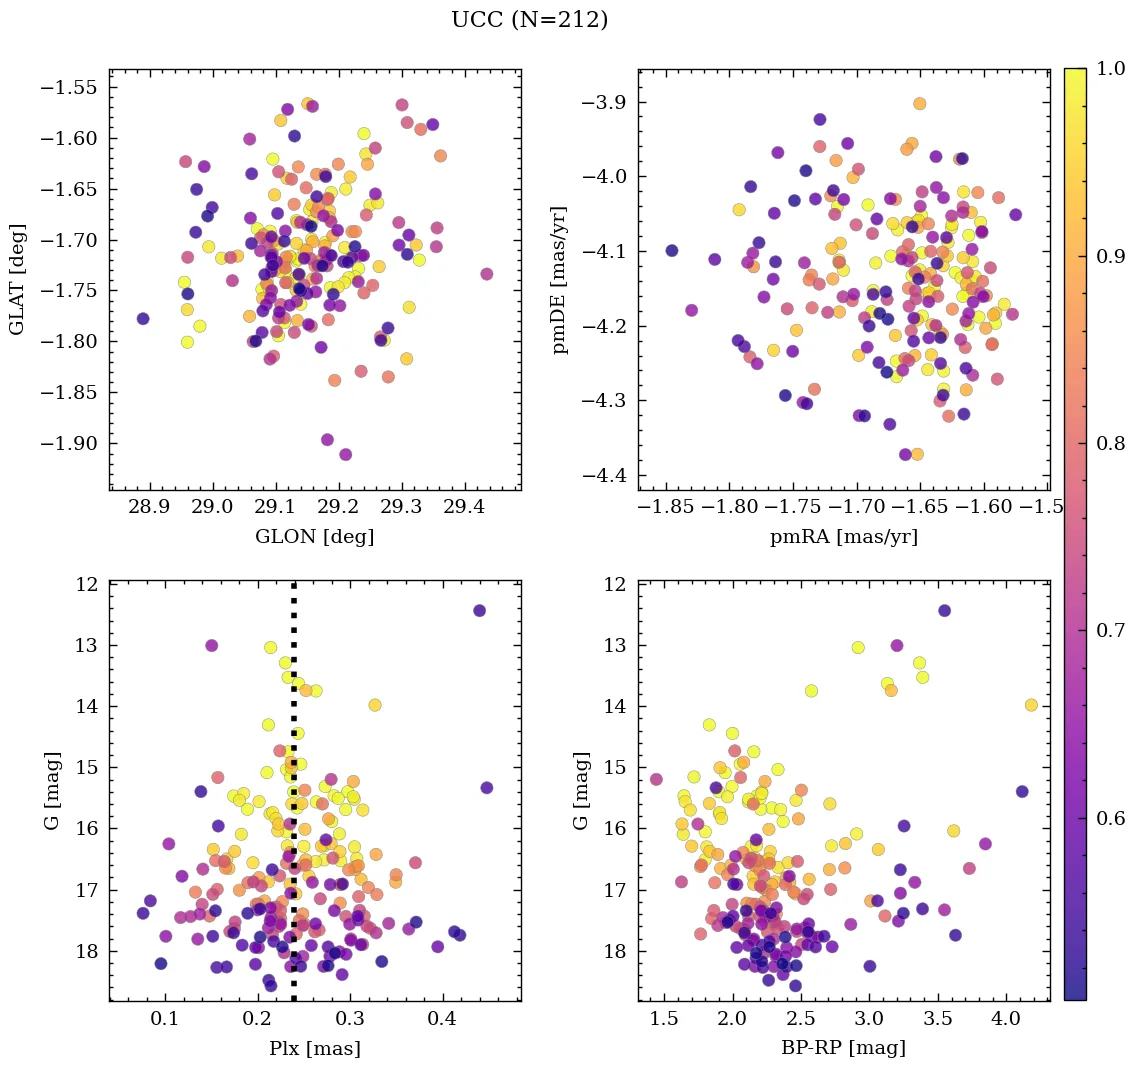 UCC (N=212)
−1.55
−1.60
−1.65
−1.70
−1.75
−1.80
−1.85
−1.90
GLAT [deg]
28.9 29.0 29.1 29.2 29.3 29.4
GLON [deg]
−3.9
−4.0
−4.1
−4.2
−4.3
−4.4
pmDE [mas/yr]
−1.85 −1.80 −1.75 −1.70 −1.65 −1.60 −1.5
pmRA [mas/yr]
1.0
0.9
0.8
0.7
0.6
12
13
14
15
16
17
18
G [mag]
0.1 0.2 0.3 0.4
Plx [mas]
12
13
14
15
16
17
18
G [mag]
1.5 2.0 2.5 3.0 3.5 4.0
BP-RP [mag]